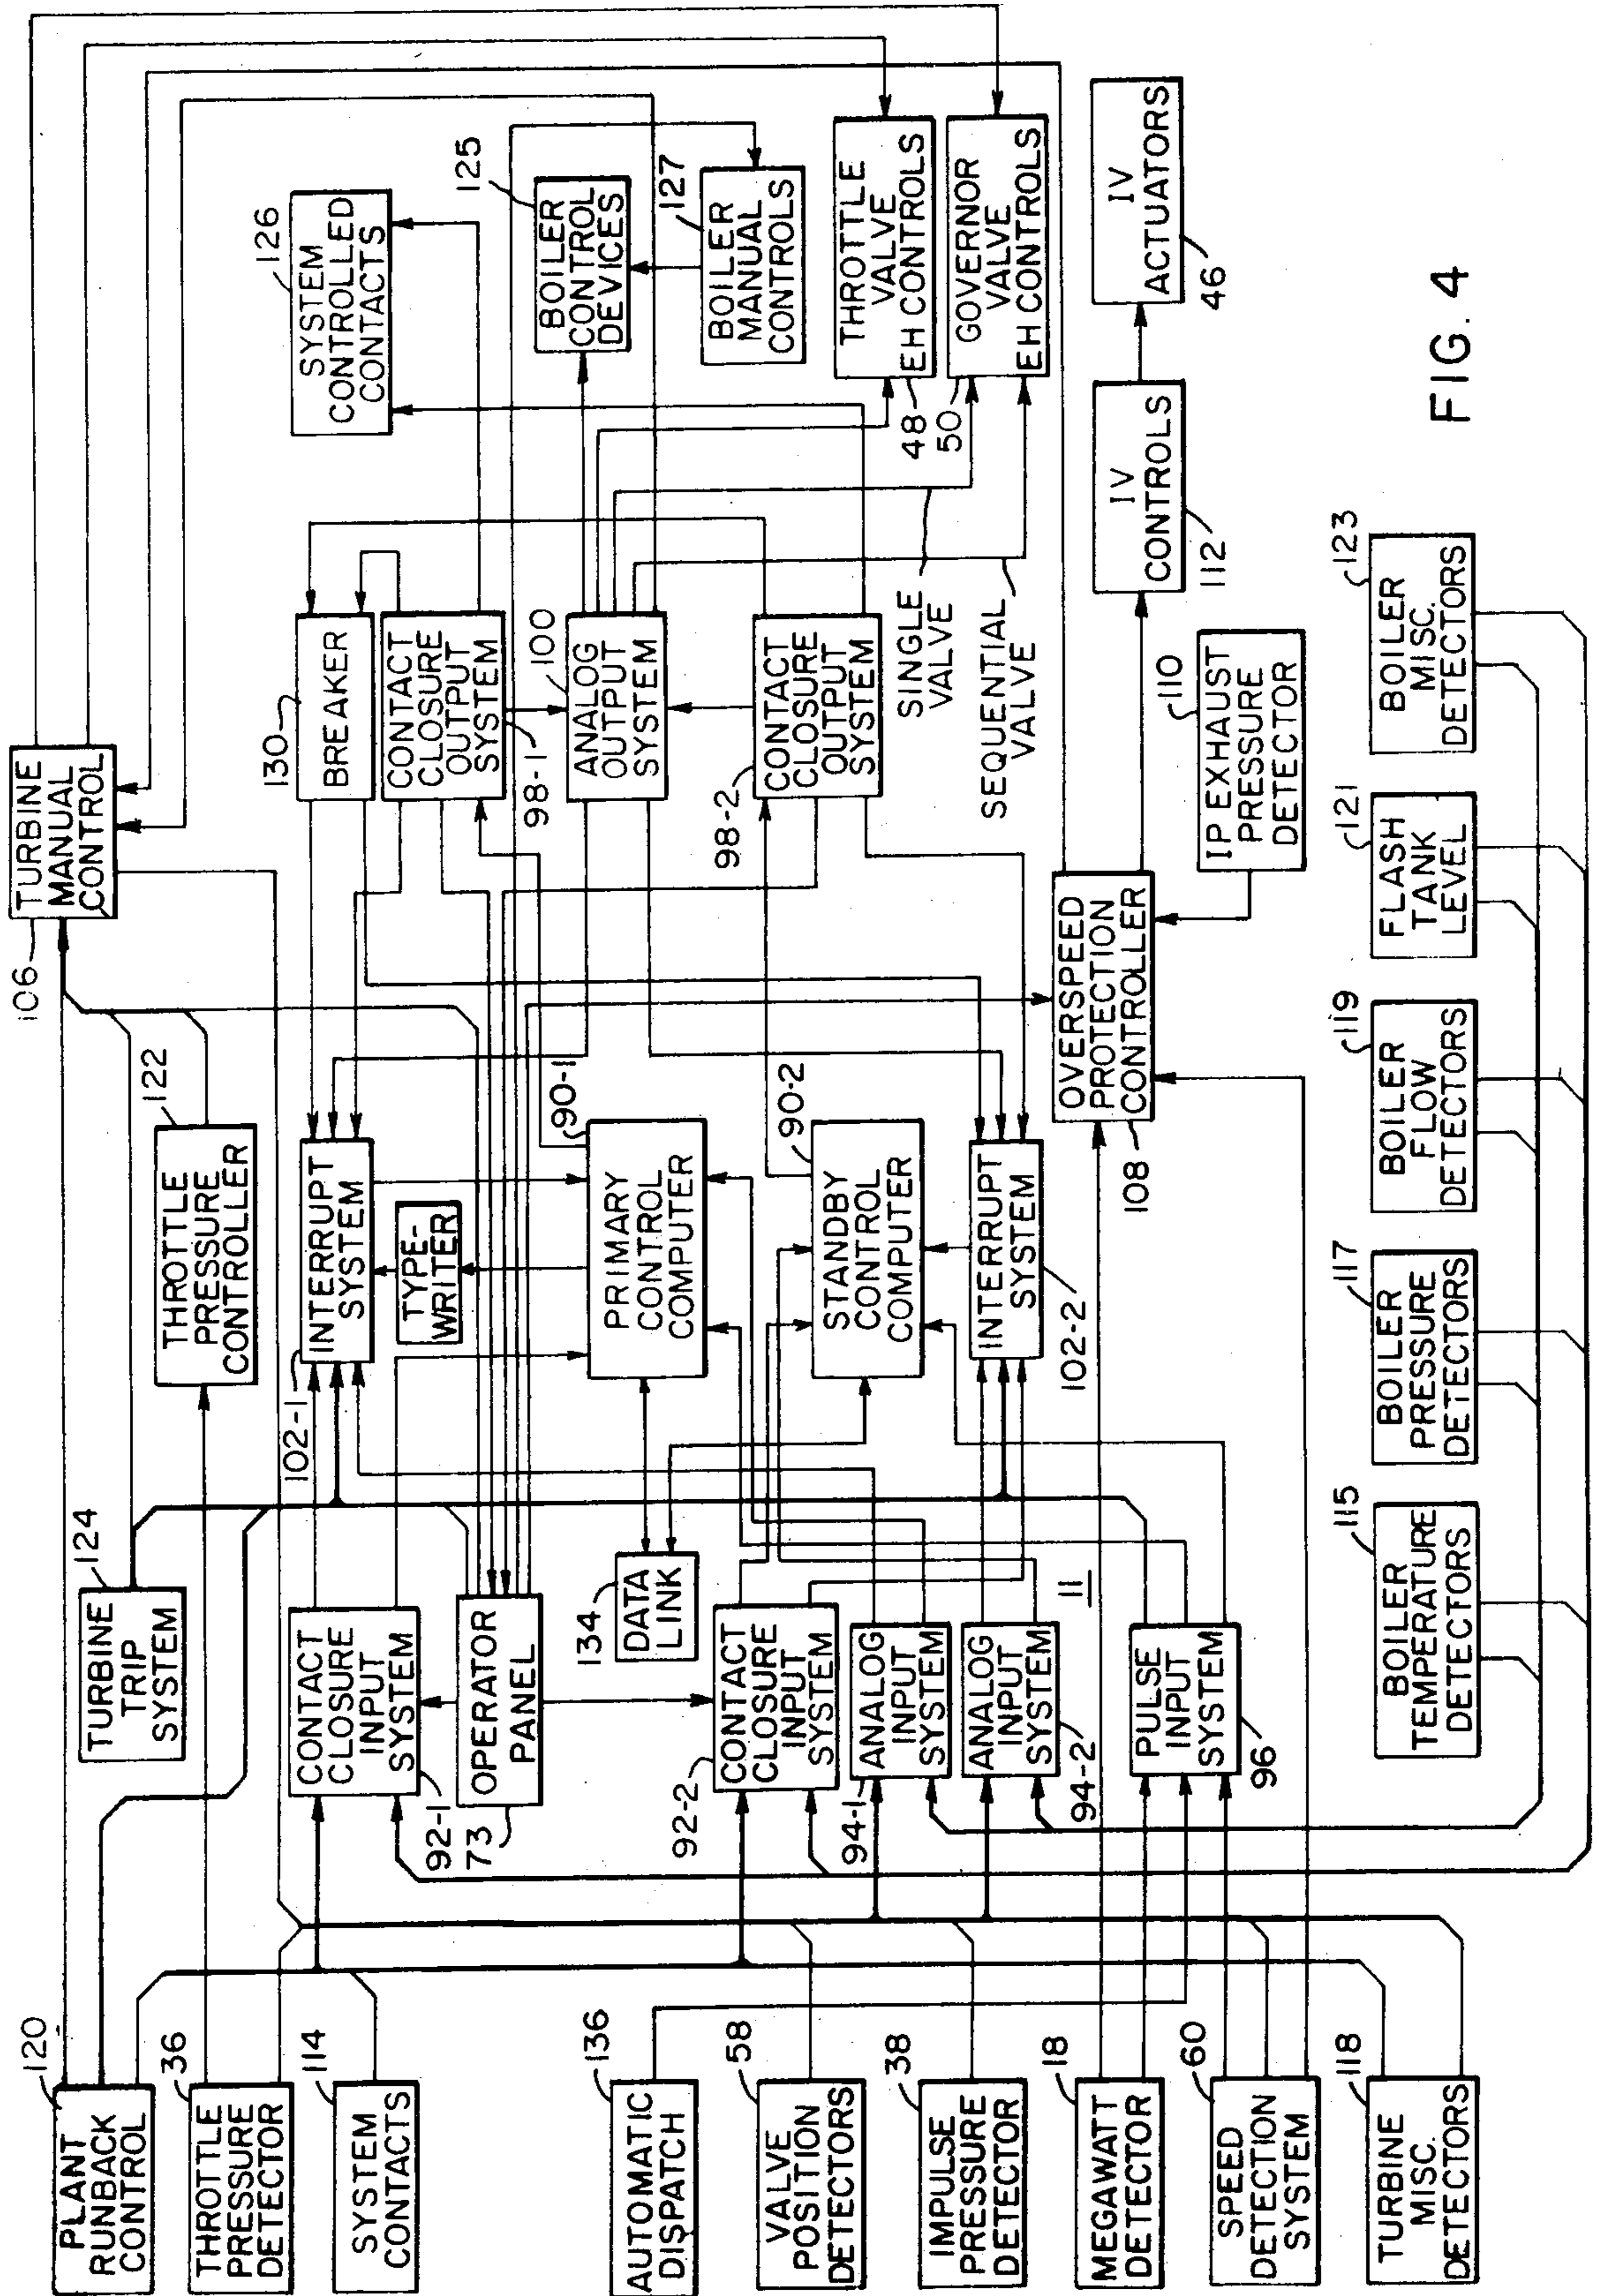 120
PLANT
RUNBACK
CONTROL
36
THROTTLE
PRESSURE
DETECTOR
114
SYSTEM
CONTACTS
136
AUTOMATIC
DISPATCH
58
VALVE
POSITION
DETECTORS
38
IMPULSE
PRESSURE
DETECTOR
18
MEGAWATT
DETECTOR
60
SPEED
DETECTION
SYSTEM
118
TURBINE
MISC.
DETECTORS
124
TURBINE
TRIP
SYSTEM
CONTACT
CLOSURE
INPUT
SYSTEM
92-1
OPERATOR
PANEL
73
134
DATA
LINK
92-2
CONTACT
CLOSURE
INPUT
SYSTEM
94-1
ANALOG
INPUT
SYSTEM
ANALOG
INPUT
SYSTEM
94-2
11
PULSE
INPUT
SYSTEM
96
122
THROTTLE
PRESSURE
CONTROLLER
102-1
INTERRUPT
SYSTEM
TYPE-
WRITER
90-1
PRIMARY
CONTROL
COMPUTER
90-2
STANDBY
CONTROL
COMPUTER
INTERRUPT
SYSTEM
102-2
106
TURBINE
MANUAL
CONTROL
130
BREAKER
CONTACT
CLOSURE
OUTPUT
SYSTEM
98-1
100
ANALOG
OUTPUT
SYSTEM
98-2
CONTACT
CLOSURE
OUTPUT
SYSTEM
SINGLE
VALVE
SEQUENTIAL
VALVE
OVERSPEED
PROTECTION
CONTROLLER
108
110
IP EXHAUST
PRESSURE
DETECTOR
126
SYSTEM
CONTROLLED
CONTACTS
125
BOILER
CONTROL
DEVICES
127
BOILER
MANUAL
CONTROLS
THROTTLE
VALVE
EH CONTROLS
48
50
GOVERNOR
VALVE
EH CONTROLS
IV
CONTROLS
112
IV
ACTUATORS
46
115
BOILER
TEMPERATURE
DETECTORS
117
BOILER
PRESSURE
DETECTORS
119
BOILER
FLOW
DETECTORS
121
FLASH
TANK
LEVEL
123
BOILER
MISC.
DETECTORS
FIG. 4